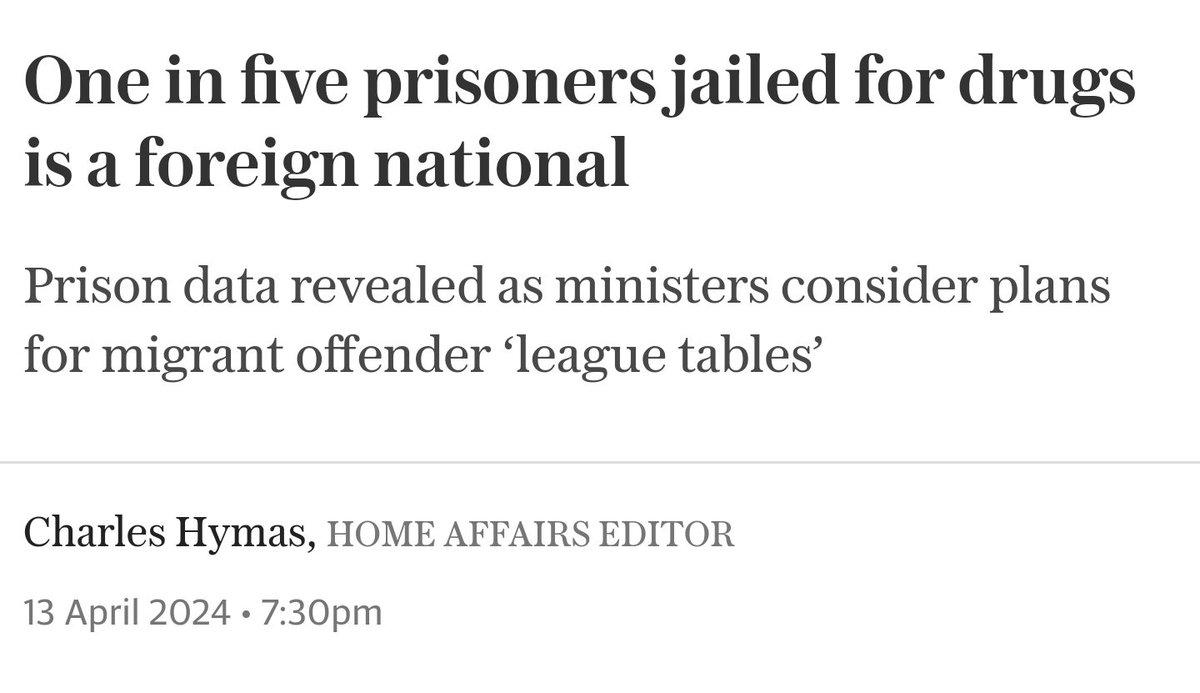 One in five prisoners jailed for drugs
is a foreign national
Prison data revealed as ministers consider plans
for migrant offender ‘league tables’
Charles Hymas, HOME AFFAIRS EDITOR
13 April 2024 • 7:30pm